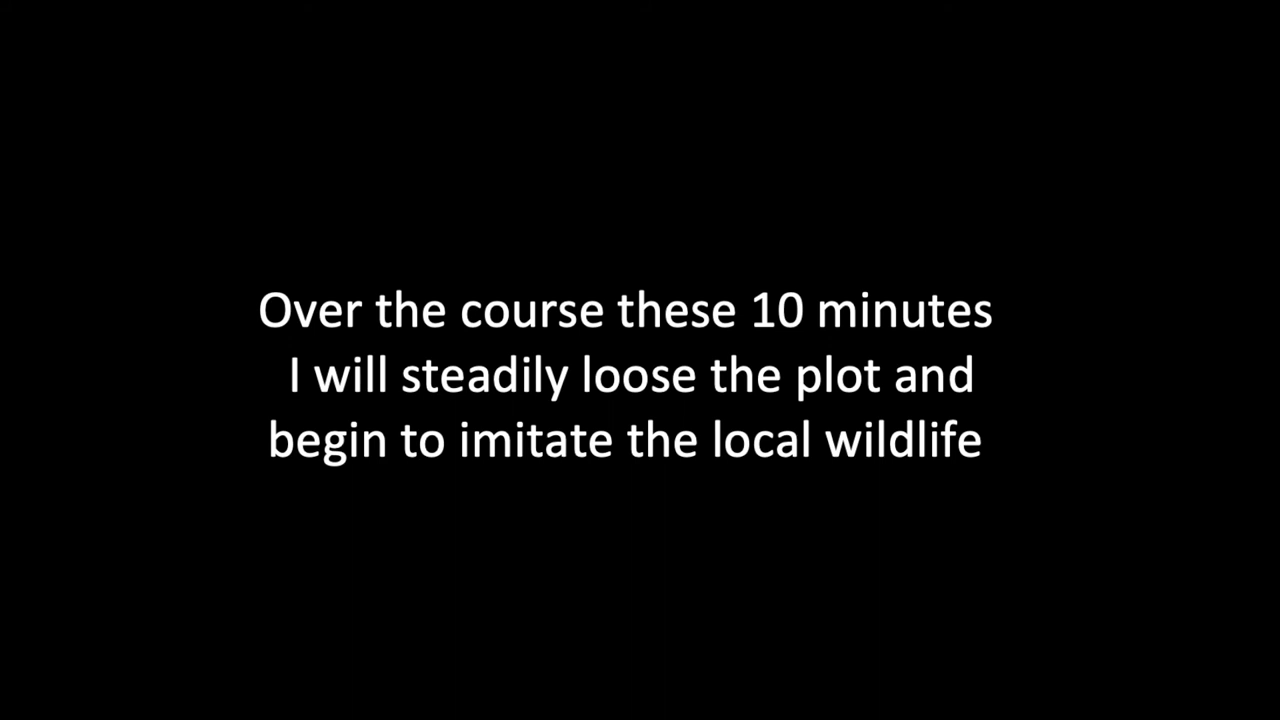 Over the course these 10 minutes
I will steadily loose the plot and
begin to imitate the local wildlife